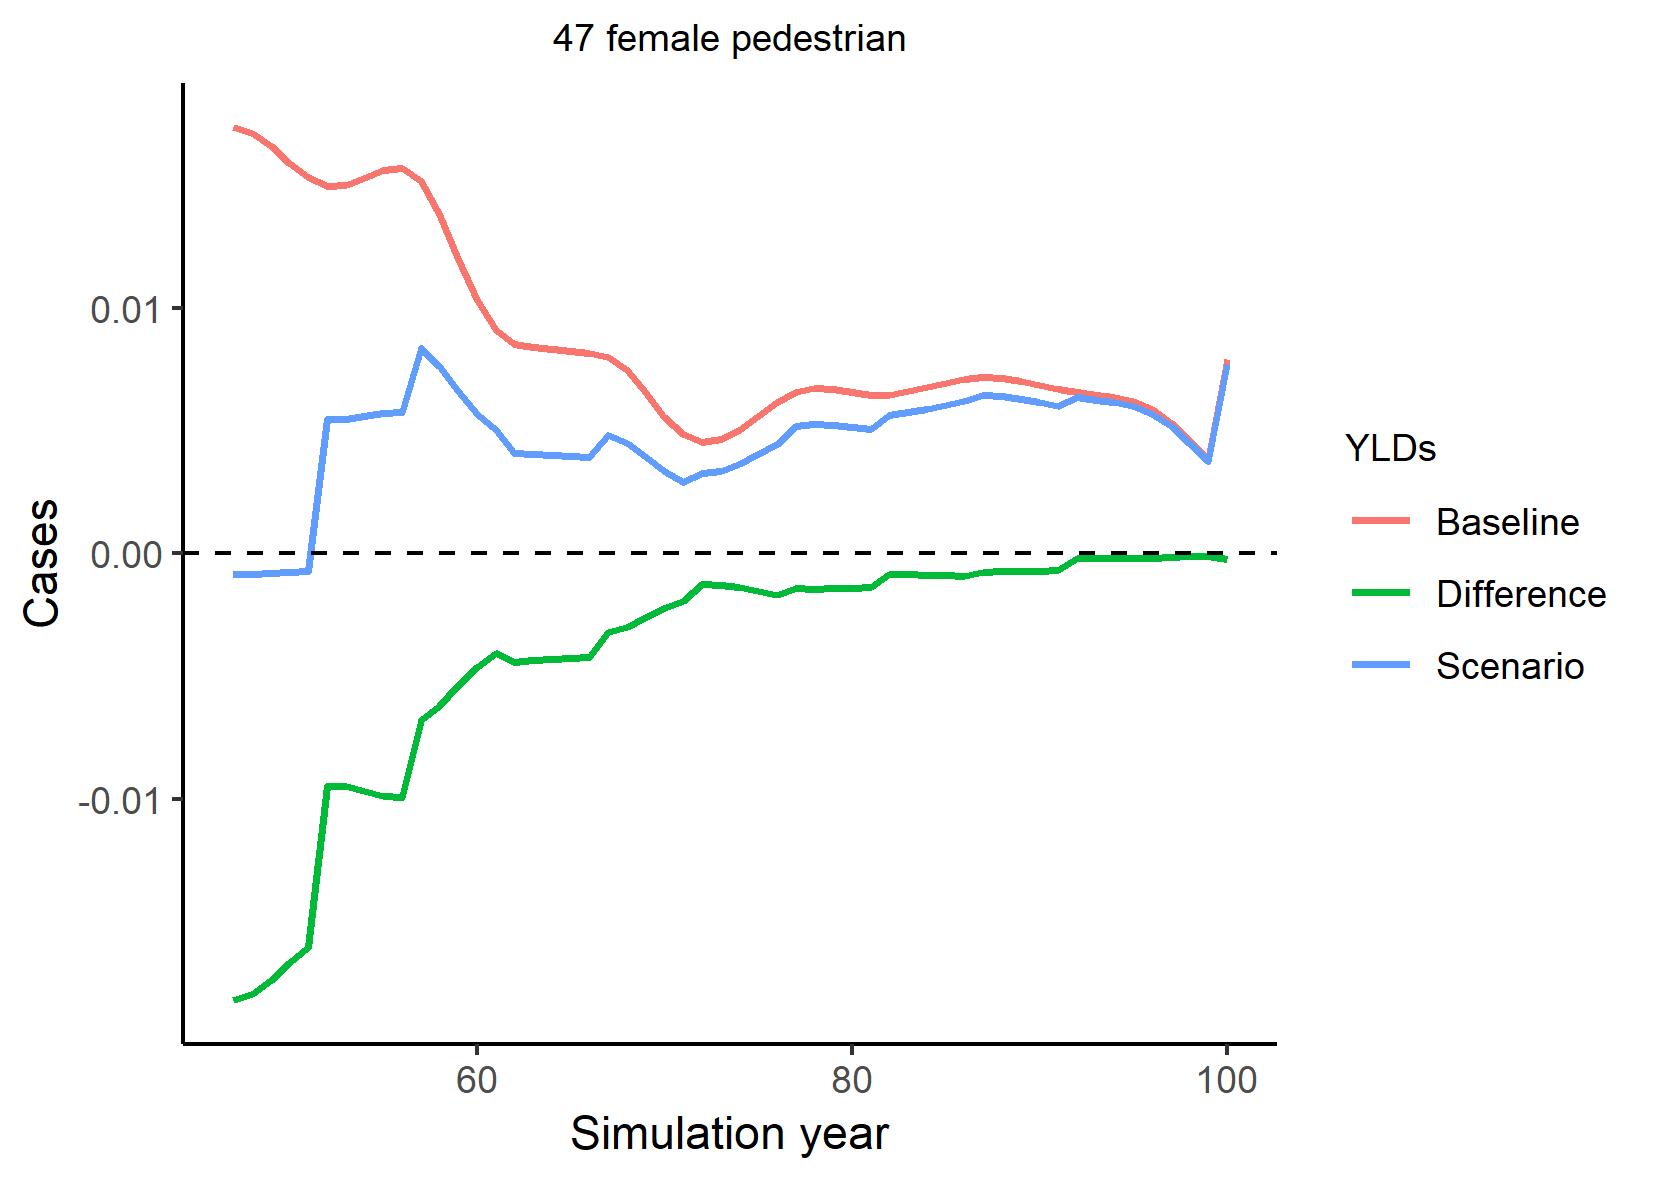 47 female pedestrian
Cases
0.01
0.00
-0.01
60 80 100
Simulation year
YLDs
Baseline
Difference
Scenario